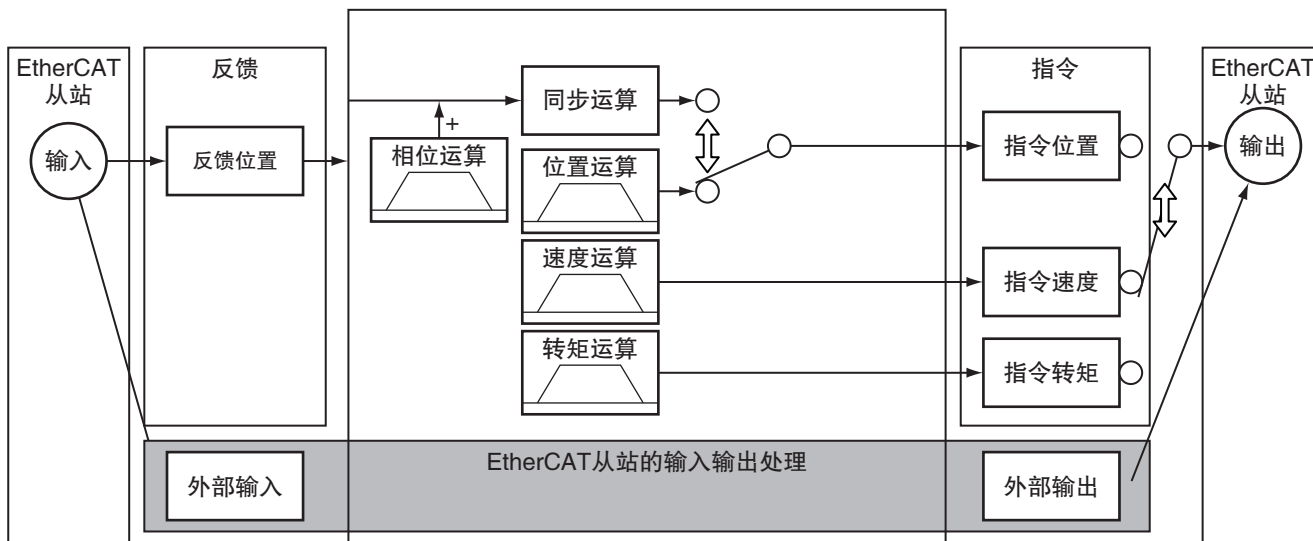 EtherCAT
从站
输入
反馈
反馈位置
同步运算
+
相位运算
位置运算
速度运算
转矩运算
指令
指令位置
指令速度
指令转矩
EtherCAT
从站
输出
EtherCAT从站的输入输出处理
外部输入
外部输出